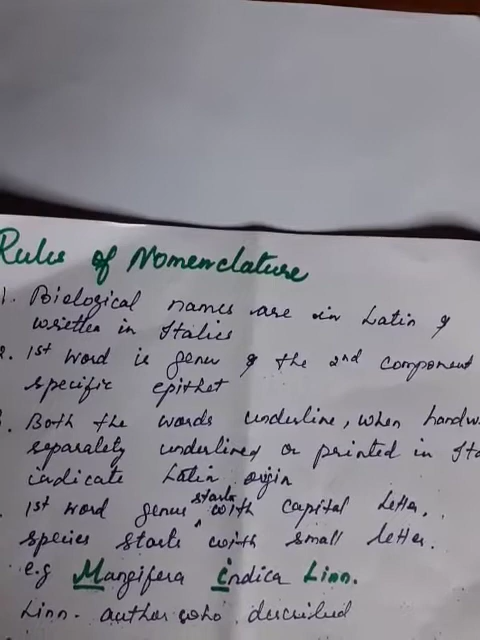 Rules of Nomenclature
1. Biological names are in Latin &
written in Italics
2. 1st word is genu & the 2nd component
specific epithet
3. Both the words underline, when handw
separately underlined or printed in Ita
indicate Latin origin
1st word genus starts with capital letter.
species starts with small letter.
e.g Mangifera indica Linn.
Linn. author who described